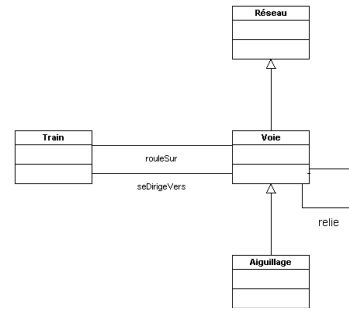 Réseau
Train
Voie
rouleSur
seDirigeVers
relie
Aiguillage